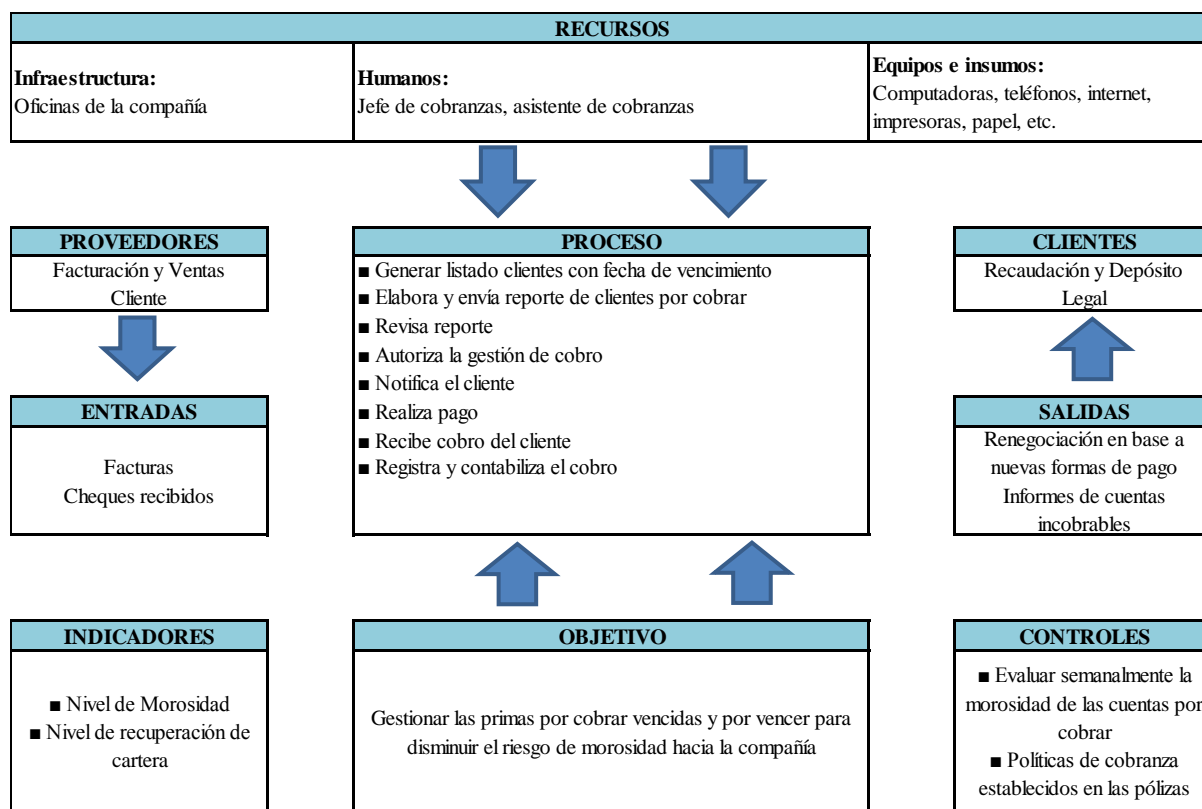 RECURSOS
Infraestructura:
Oficinas de la compañía
Humanos:
Jefe de cobranzas, asistente de cobranzas
Equipos e insumos:
Computadoras, teléfonos, internet,
impresoras, papel, etc.
PROVEEDORES
Facturación y Ventas
Cliente
PROCESO
■ Generar listado clientes con fecha de vencimiento
■ Elabora y envía reporte de clientes por cobrar
■ Revisa reporte
■ Autoriza la gestión de cobro
■ Notifica el cliente
■ Realiza pago
■ Recibe cobro del cliente
■ Registra y contabiliza el cobro
CLIENTES
Recaudación y Depósito
Legal
ENTRADAS
Facturas
Cheques recibidos
SALIDAS
Renegociación en base a
nuevas formas de pago
Informes de cuentas
incobrables
INDICADORES
■ Nivel de Morosidad
■ Nivel de recuperación de
cartera
OBJETIVO
Gestionar las primas por cobrar vencidas y por vencer para
disminuir el riesgo de morosidad hacia la compañía
CONTROLES
■ Evaluar semanalmente la
morosidad de las cuentas por
cobrar
■ Políticas de cobranza
establecidos en las pólizas